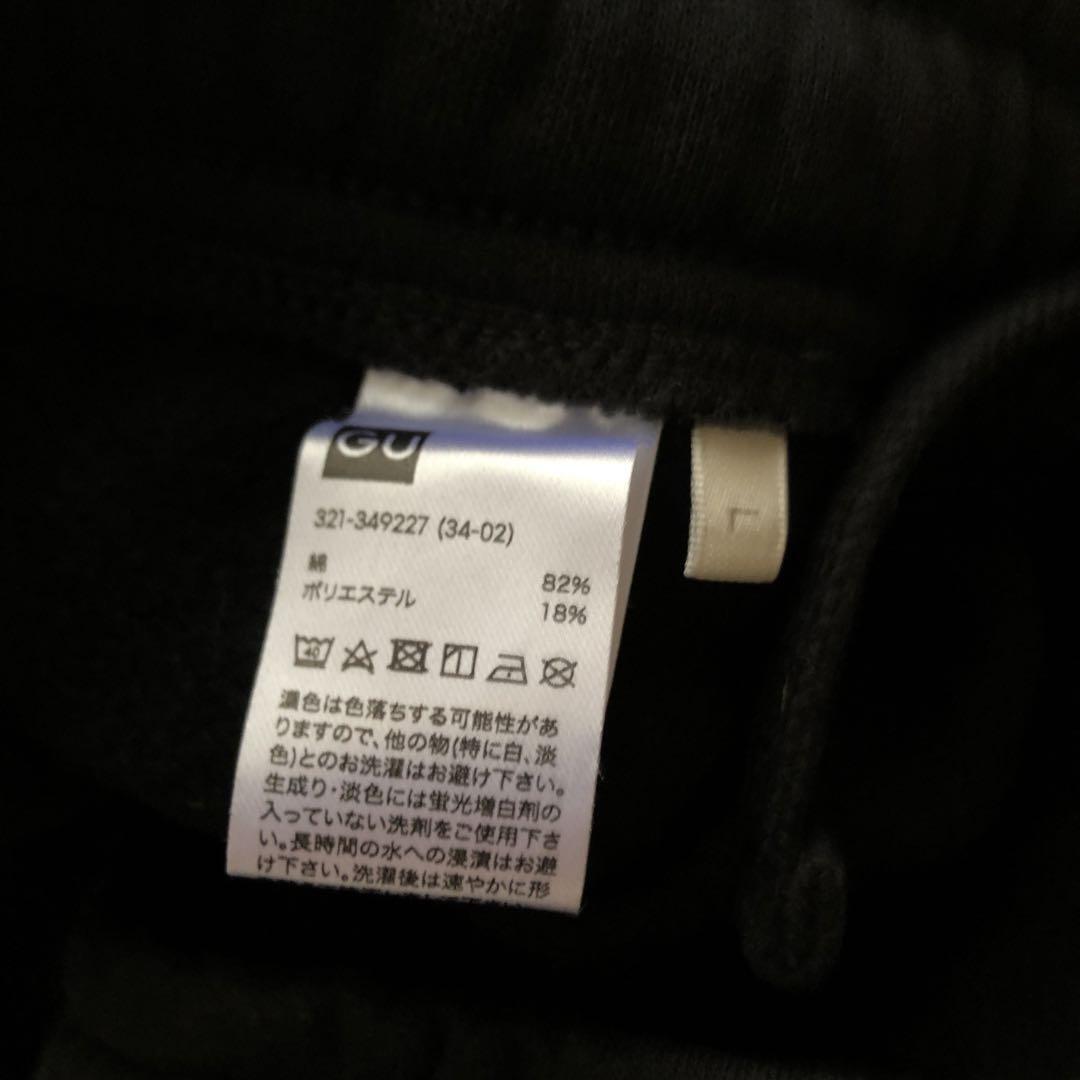 GU
321-349227 (34-02)
綿 82%
ポリエステル 18%
40
濃色は色落ちする可能性があ
りますので、他の物(特に白、淡
色)とのお洗濯はお避け下さい。
生成り・淡色には蛍光増白剤の
入っていない洗剤をご使用下さ
い。長時間の水への浸漬はお避
け下さい。洗濯後は速やかに形
L